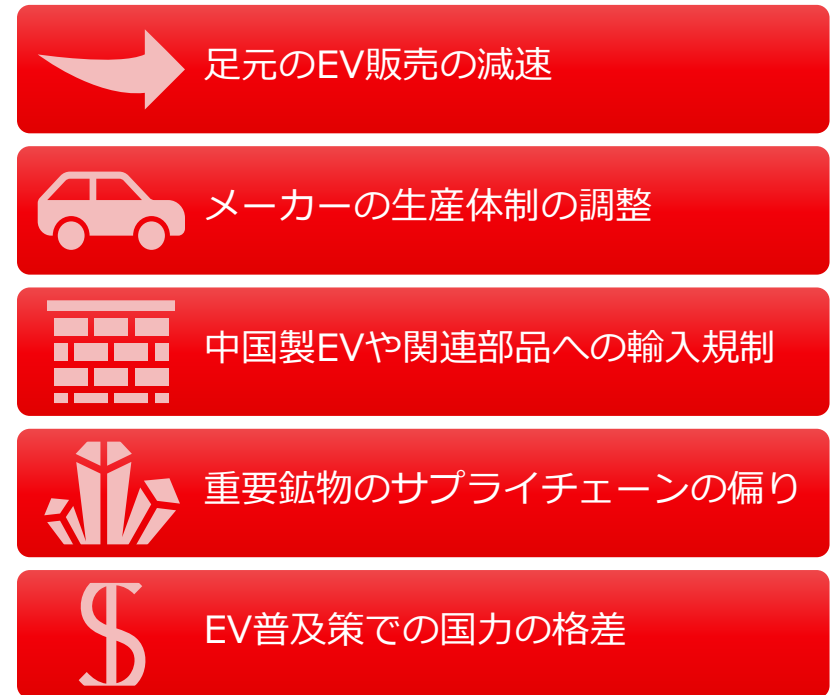 足元のEV販売の減速
メーカーの生産体制の調整
中国製EVや関連部品への輸入規制
重要鉱物のサプライチェーンの偏り
EV普及策での国力の格差